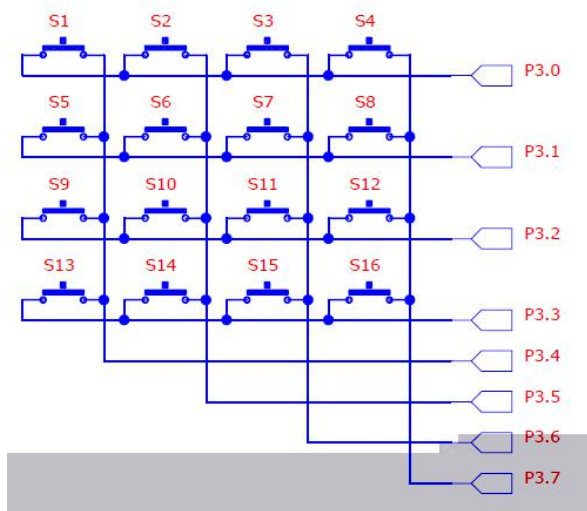 S1 S2 S3 S4
P3.0
S5 S6 S7 S8
P3.1
S9 S10 S11 S12
P3.2
S13 S14 S15 S16
P3.3
P3.4
P3.5
P3.6
P3.7